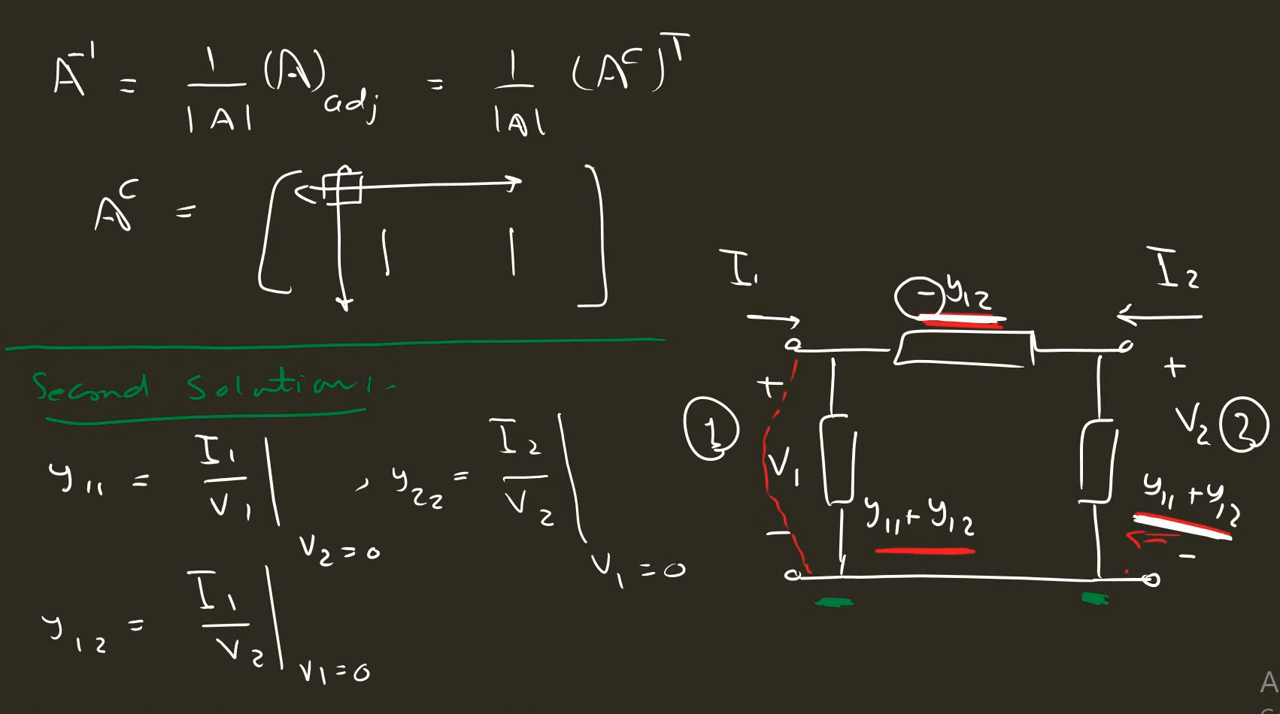 A⁻¹ = 1/|A| (A)adj = 1/|A| (Aᶜ)ᵀ
Aᶜ = [ ]
Second Solution:-
y₁₁ = I₁/V₁ | V₂=0 , y₂₂ = I₂/V₂ | V₁=0
y₁₂ = I₁/V₂ | V₁=0
I₁
-y₁₂
I₂
+
+
1
V₁
V₂
2
y₁₁+y₁₂
y₁₁+y₁₂
-
-
A